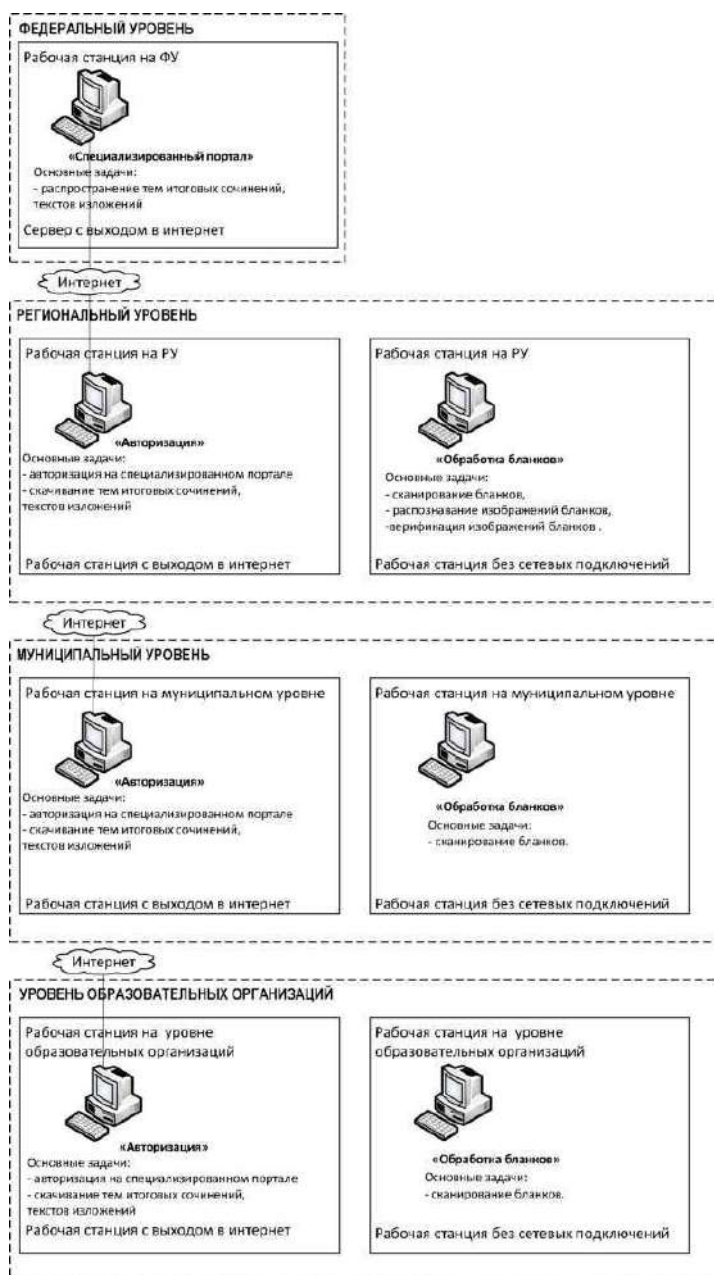 ФЕДЕРАЛЬНЫЙ УРОВЕНЬ
Рабочая станция на ФУ
«Специализированный портал»
Основные задачи:
- распространение тем итоговых сочинений,
текстов изложений
Сервер с выходом в интернет
Интернет
РЕГИОНАЛЬНЫЙ УРОВЕНЬ
Рабочая станция на РУ
«Авторизация»
Основные задачи:
- авторизация на специализированном портале
- скачивание тем итоговых сочинений,
текстов изложений
Рабочая станция с выходом в интернет
Рабочая станция на РУ
«Обработка бланков»
Основные задачи:
- сканирование бланков,
- распознавание изображений бланков,
-верификация изображений бланков .
Рабочая станция без сетевых подключений
Интернет
МУНИЦИПАЛЬНЫЙ УРОВЕНЬ
Рабочая станция на муниципальном уровне
«Авторизация»
Основные задачи:
- авторизация на специализированном портале
- скачивание тем итоговых сочинений,
текстов изложений
Рабочая станция с выходом в интернет
Рабочая станция на муниципальном уровне
«Обработка бланков»
Основные задачи:
- сканирование бланков.
Рабочая станция без сетевых подключений
Интернет
УРОВЕНЬ ОБРАЗОВАТЕЛЬНЫХ ОРГАНИЗАЦИЙ
Рабочая станция на уровне
образовательных организаций
«Авторизация»
Основные задачи:
- авторизация на специализированном портале
- скачивание тем итоговых сочинений,
текстов изложений
Рабочая станция с выходом в интернет
Рабочая станция на уровне
образовательных организаций
«Обработка бланков»
Основные задачи:
- сканирование бланков.
Рабочая станция без сетевых подключений